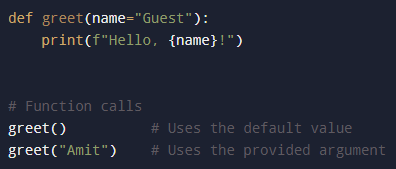 def greet(name="Guest"):
    print(f"Hello, {name}!")
# Function calls
greet()          # Uses the default value
greet("Amit")    # Uses the provided argument